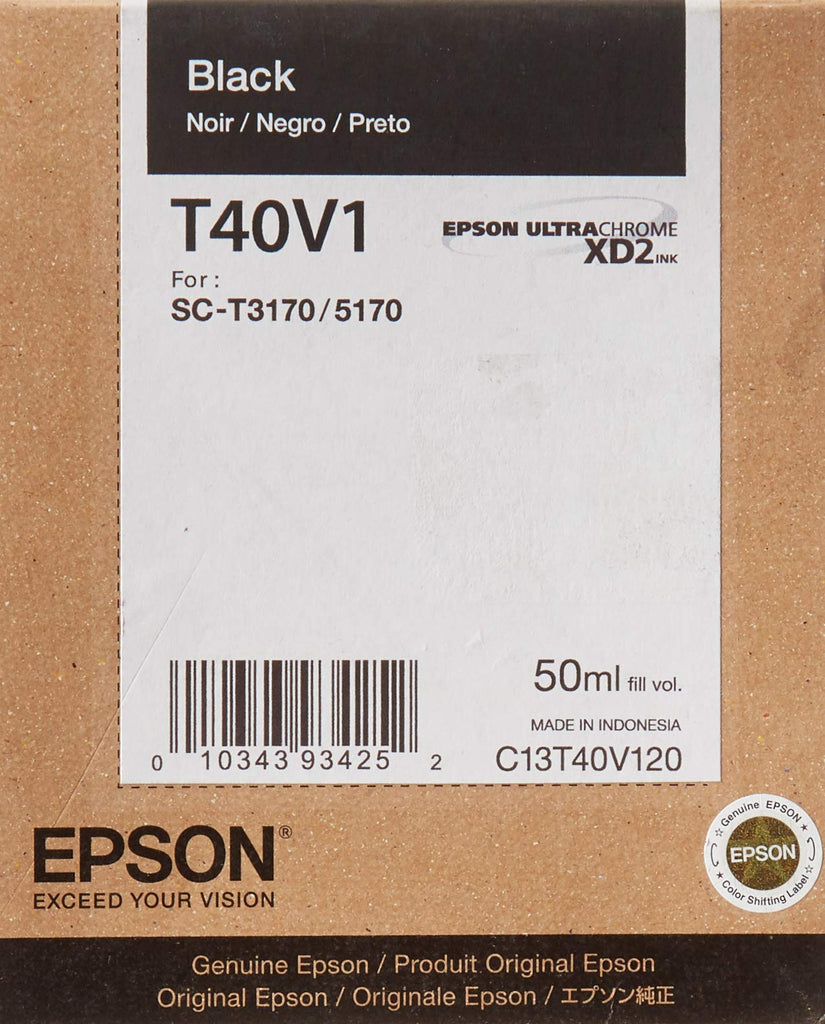 Black
Noir / Negro / Preto
T40V1
EPSON ULTRACHROME
XD2 INK
For :
SC-T3170/5170
50ml fill vol.
MADE IN INDONESIA
C13T40V120
0 10343 93425 2
EPSON®
EXCEED YOUR VISION
Genuine EPSON
EPSON
Color Shifting Label
Genuine Epson / Produit Original Epson
Original Epson / Originale Epson / エプソン純正